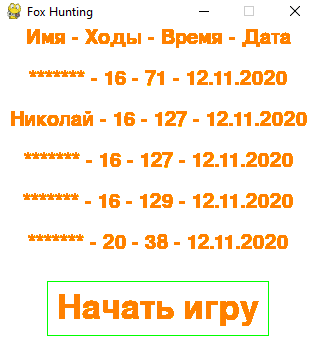 Fox Hunting
Имя - Ходы - Время - Дата
******* - 16 - 71 - 12.11.2020
Николай - 16 - 127 - 12.11.2020
******* - 16 - 127 - 12.11.2020
******* - 16 - 129 - 12.11.2020
******* - 20 - 38 - 12.11.2020
Начать игру